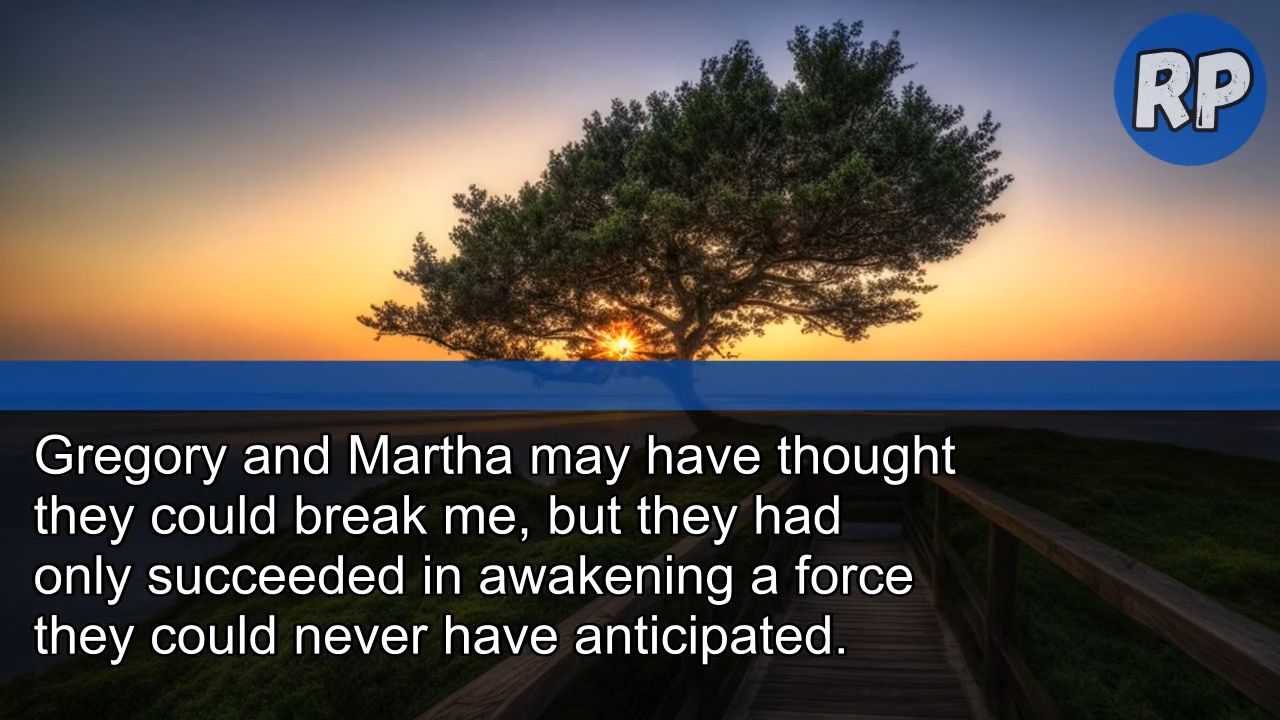 RP
Gregory and Martha may have thought
they could break me, but they had
only succeeded in awakening a force
they could never have anticipated.